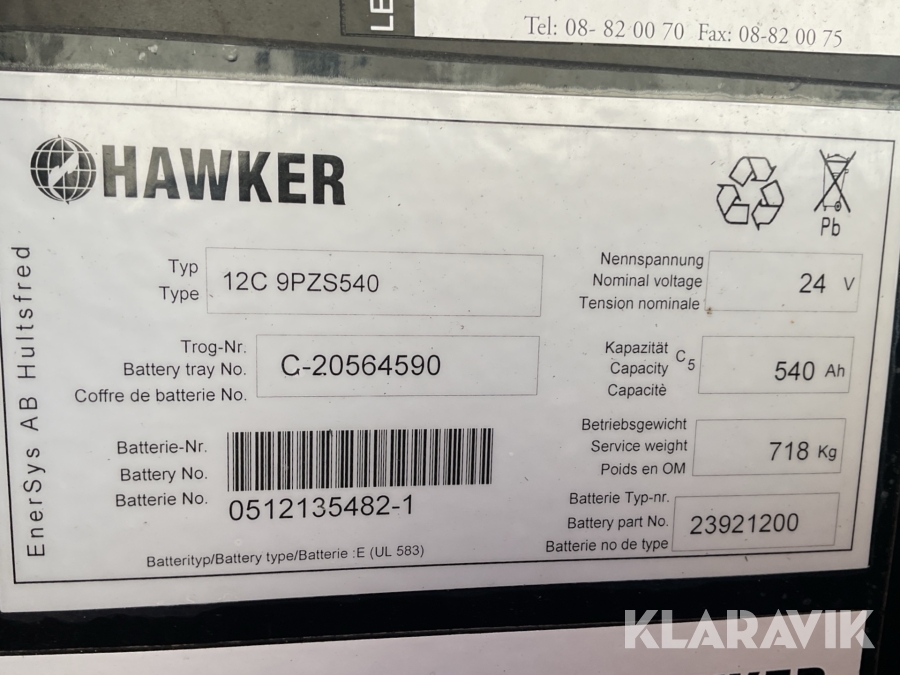 LE
Tel: 08- 82 00 70 Fax: 08-82 00 75
HAWKER
Pb
EnerSys AB Hultsfred
Typ
Type
12C 9PZS540
Nennspannung
Nominal voltage
Tension nominale
24 V
Trog-Nr.
Battery tray No.
Coffre de batterie No.
C-20564590
Kapazität
Capacity C5
Capacitè
540 Ah
Batterie-Nr.
Battery No.
Batterie No.
0512135482-1
Betriebsgewicht
Service weight
Poids en OM
718 Kg
Batterie Typ-nr.
Battery part No.
Batterie no de type
23921200
Batterityp/Battery type/Batterie :E (UL 583)
KLARAVIK